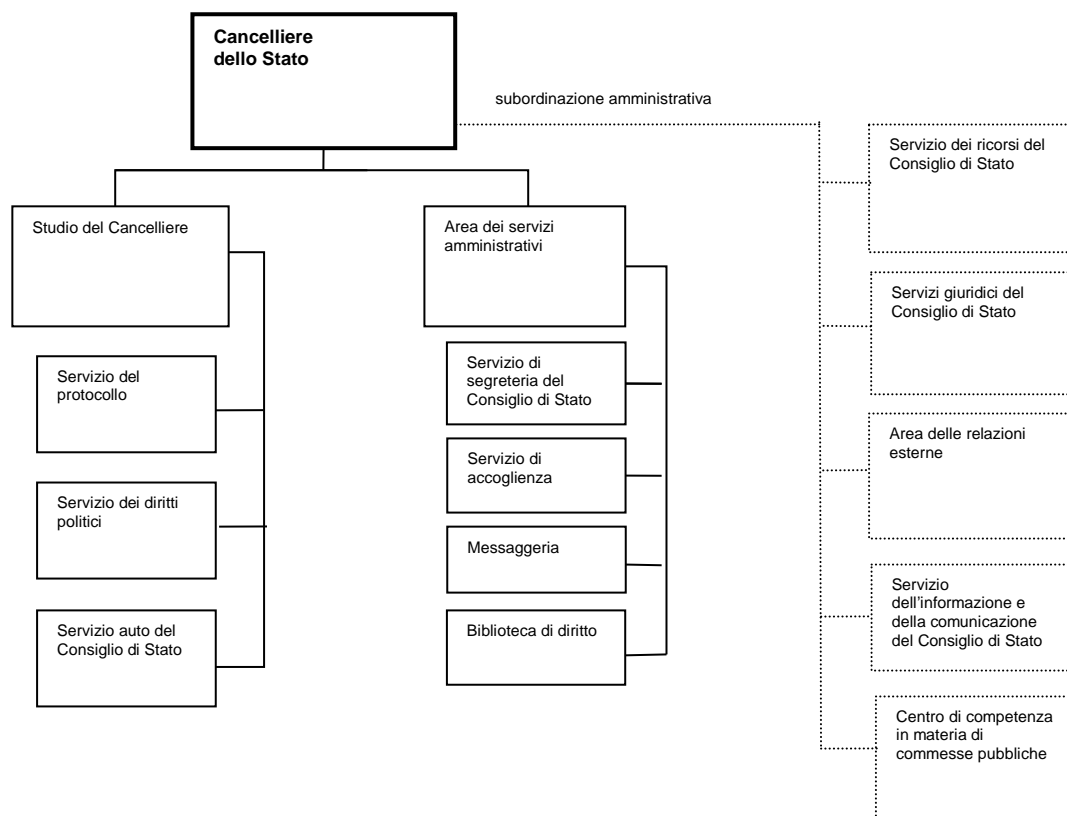 Cancelliere
dello Stato
subordinazione amministrativa
Studio del Cancelliere
Servizio del
protocollo
Servizio dei diritti
politici
Servizio auto del
Consiglio di Stato
Area dei servizi
amministrativi
Servizio di
segreteria del
Consiglio di Stato
Servizio di
accoglienza
Messaggeria
Biblioteca di diritto
Servizio dei ricorsi del
Consiglio di Stato
Servizi giuridici del
Consiglio di Stato
Area delle relazioni
esterne
Servizio
dell'informazione e
della comunicazione
del Consiglio di Stato
Centro di competenza
in materia di
commesse pubbliche